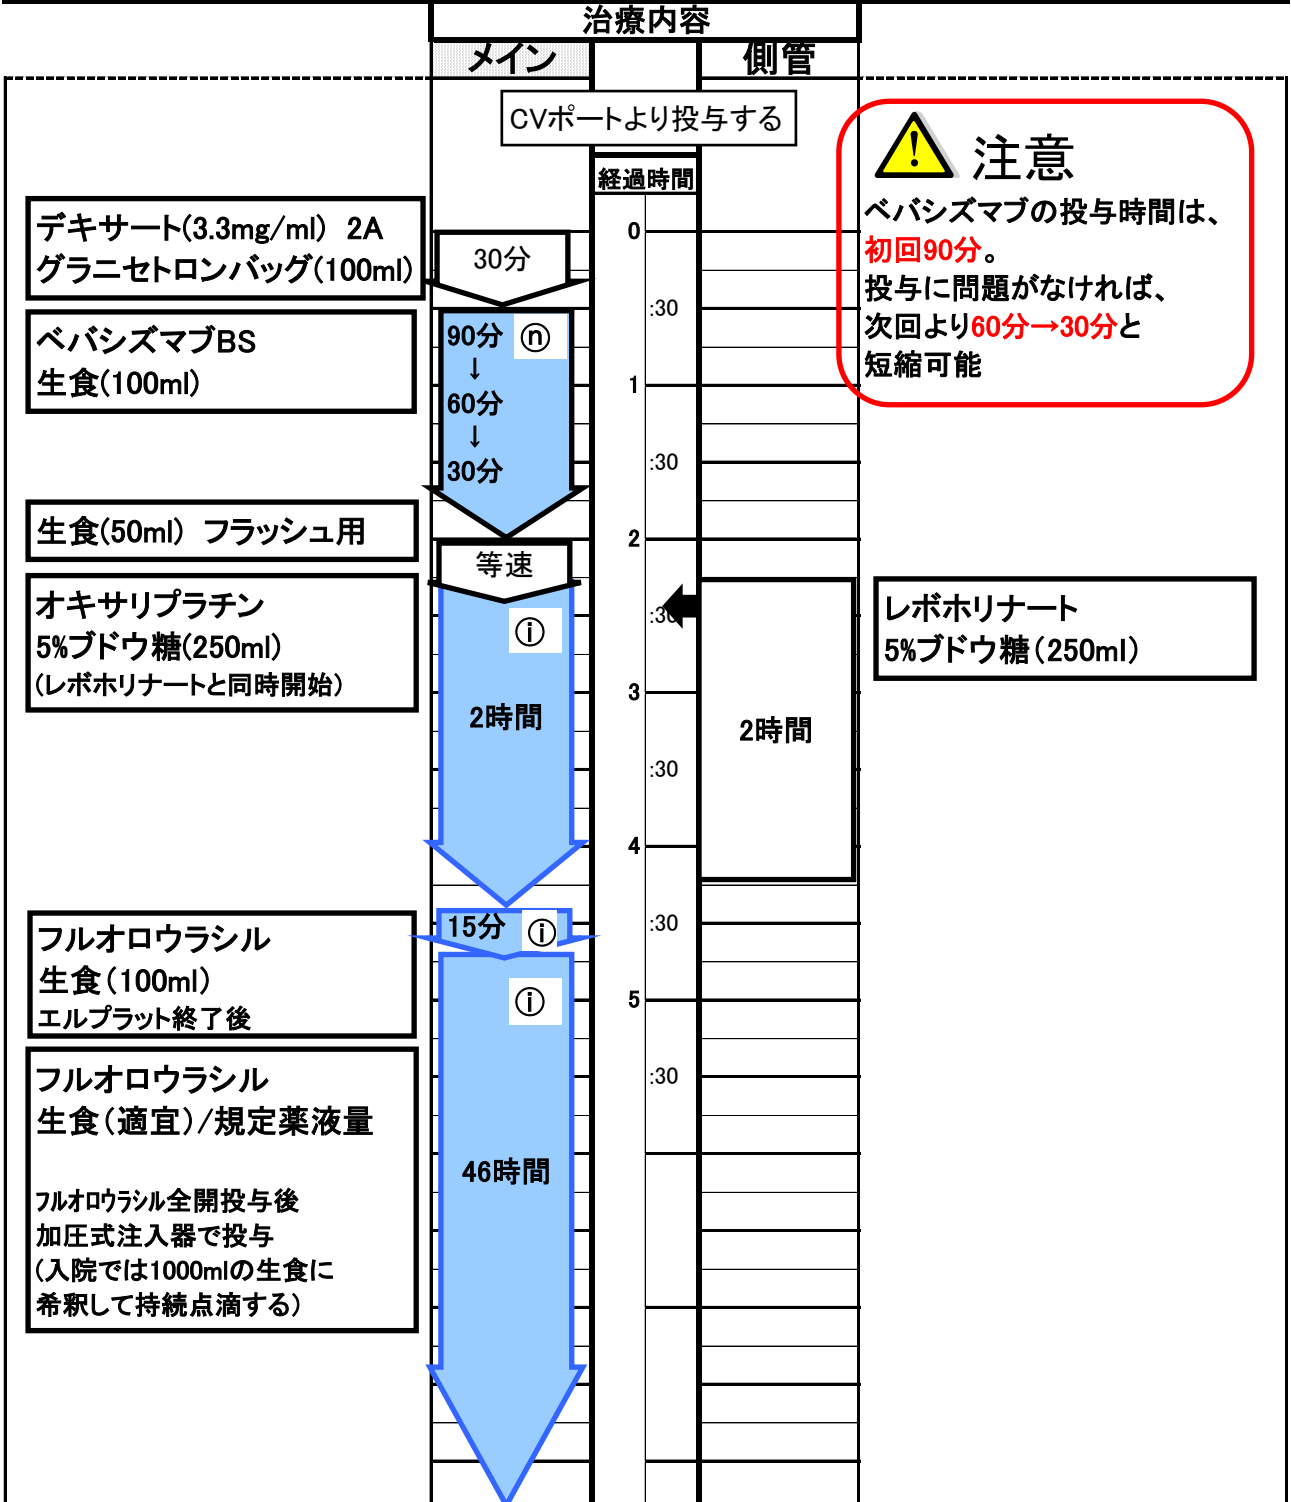 治療内容
メイン
側管
CVポートより投与する
注意
ベバシズマブの投与時間は、
初回90分。
投与に問題がなければ、
次回より60分→30分と
短縮可能
経過時間
デキサート(3.3mg/ml) 2A
グラニセトロンバッグ(100ml)
30分
0
:30
ベバシズマブBS
生食(100ml)
90分
ⓝ
↓
60分
↓
30分
1
:30
生食(50ml) フラッシュ用
等速
2
オキサリプラチン
5%ブドウ糖(250ml)
(レボホリナートと同時開始)
ⓘ
2時間
:30
3
:30
4
2時間
レボホリナート
5%ブドウ糖(250ml)
フルオロウラシル
生食(100ml)
エルプラット終了後
15分
ⓘ
:30
ⓘ
5
:30
フルオロウラシル
生食(適宜)/規定薬液量
フルオロウラシル全開投与後
加圧式注入器で投与
(入院では1000mlの生食に
希釈して持続点滴する)
46時間